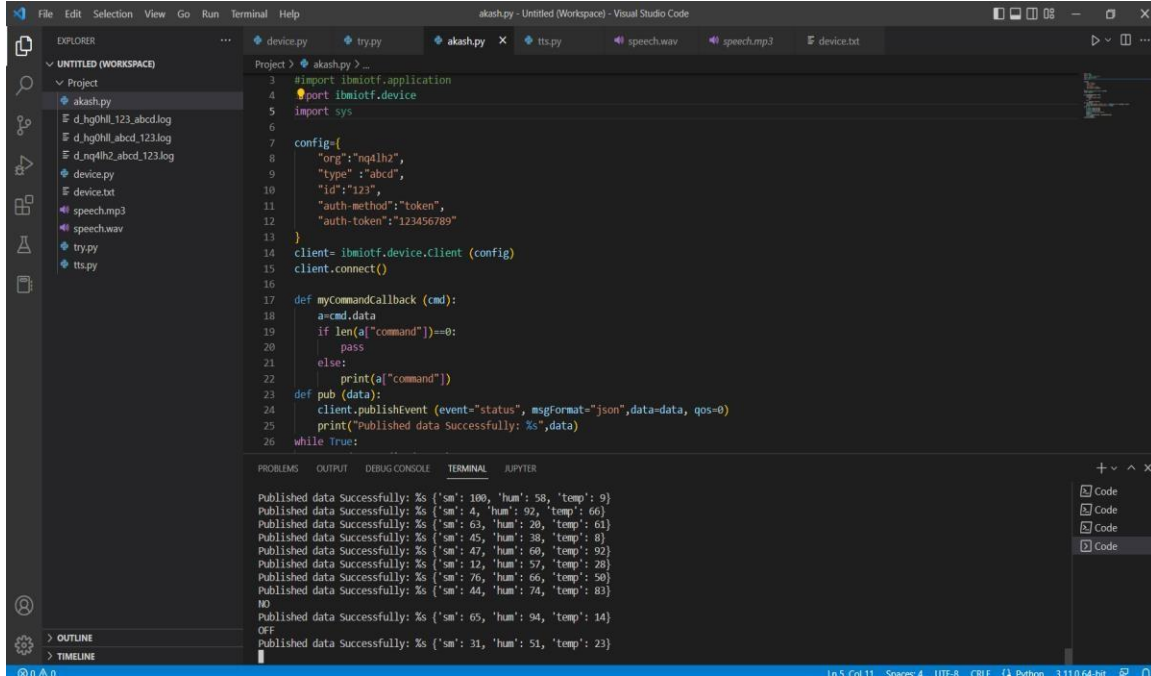 File Edit Selection View Go Run Terminal Help akash.py - Untitled (Workspace) - Visual Studio Code
EXPLORER
device.py try.py akash.py tts.py speech.wav speech.mp3 device.txt
UNTITLED (WORKSPACE)
Project
akash.py
d_hg0hll_123_abcd.log
d_hg0hll_abcd_123.log
d_nq4lh2_abcd_123.log
device.py
device.txt
speech.mp3
speech.wav
try.py
tts.py
OUTLINE
TIMELINE
Project > akash.py > ...
3 #import ibmiotf.application
4 port ibmiotf.device
5 import sys
6
7 config={
8 "org":"nq4lh2",
9 "type" :"abcd",
10 "id":"123",
11 "auth-method":"token",
12 "auth-token":"123456789"
13 }
14 client= ibmiotf.device.Client (config)
15 client.connect()
16
17 def myCommandCallback (cmd):
18 a=cmd.data
19 if len(a["command"])==0:
20 pass
21 else:
22 print(a["command"])
23 def pub (data):
24 client.publishEvent (event="status", msgFormat="json",data=data, qos=0)
25 print("Published data Successfully: %s",data)
26 while True:
PROBLEMS OUTPUT DEBUG CONSOLE TERMINAL JUPYTER
Published data Successfully: %s {'sm': 100, 'hum': 58, 'temp': 9}
Published data Successfully: %s {'sm': 4, 'hum': 92, 'temp': 66}
Published data Successfully: %s {'sm': 63, 'hum': 20, 'temp': 61}
Published data Successfully: %s {'sm': 45, 'hum': 38, 'temp': 8}
Published data Successfully: %s {'sm': 47, 'hum': 60, 'temp': 92}
Published data Successfully: %s {'sm': 12, 'hum': 57, 'temp': 28}
Published data Successfully: %s {'sm': 76, 'hum': 66, 'temp': 50}
Published data Successfully: %s {'sm': 44, 'hum': 74, 'temp': 83}
NO
Published data Successfully: %s {'sm': 65, 'hum': 94, 'temp': 14}
OFF
Published data Successfully: %s {'sm': 31, 'hum': 51, 'temp': 23}
Code
Code
Code
Code
0 0 Ln 5, Col 11 Spaces: 4 UTF-8 CRLF Python 3.11.0 64-bit